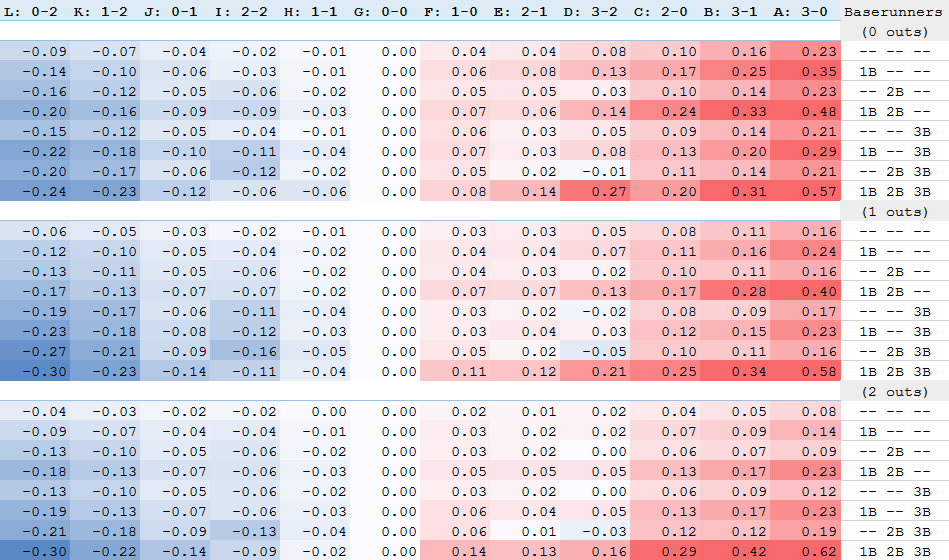 L: 0-2 K: 1-2 J: 0-1 I: 2-2 H: 1-1 G: 0-0 F: 1-0 E: 2-1 D: 3-2 C: 2-0 B: 3-1 A: 3-0 Baserunners
(0 outs)
-0.09 -0.07 -0.04 -0.02 -0.01 0.00 0.04 0.04 0.08 0.10 0.16 0.23 -- -- --
-0.14 -0.10 -0.06 -0.03 -0.01 0.00 0.06 0.08 0.13 0.17 0.25 0.35 1B -- --
-0.16 -0.12 -0.05 -0.06 -0.02 0.00 0.05 0.05 0.03 0.10 0.14 0.23 -- 2B --
-0.20 -0.16 -0.09 -0.09 -0.03 0.00 0.07 0.06 0.14 0.24 0.33 0.48 1B 2B --
-0.15 -0.12 -0.05 -0.04 -0.01 0.00 0.06 0.03 0.05 0.09 0.14 0.21 -- -- 3B
-0.22 -0.18 -0.10 -0.11 -0.04 0.00 0.07 0.03 0.08 0.13 0.20 0.29 1B -- 3B
-0.20 -0.17 -0.06 -0.12 -0.02 0.00 0.05 0.02 -0.01 0.11 0.14 0.21 -- 2B 3B
-0.24 -0.23 -0.12 -0.06 -0.06 0.00 0.08 0.14 0.27 0.20 0.31 0.57 1B 2B 3B
(1 outs)
-0.06 -0.05 -0.03 -0.02 -0.01 0.00 0.03 0.03 0.05 0.08 0.11 0.16 -- -- --
-0.12 -0.10 -0.05 -0.04 -0.02 0.00 0.04 0.04 0.07 0.11 0.16 0.24 1B -- --
-0.13 -0.11 -0.05 -0.06 -0.02 0.00 0.04 0.03 0.02 0.10 0.11 0.16 -- 2B --
-0.17 -0.13 -0.07 -0.07 -0.02 0.00 0.07 0.07 0.13 0.17 0.28 0.40 1B 2B --
-0.19 -0.17 -0.06 -0.11 -0.04 0.00 0.03 0.02 -0.02 0.08 0.09 0.17 -- -- 3B
-0.23 -0.18 -0.08 -0.12 -0.03 0.00 0.03 0.04 0.03 0.12 0.15 0.23 1B -- 3B
-0.27 -0.21 -0.09 -0.16 -0.05 0.00 0.05 0.02 -0.05 0.10 0.11 0.16 -- 2B 3B
-0.30 -0.23 -0.14 -0.11 -0.04 0.00 0.11 0.12 0.21 0.25 0.34 0.58 1B 2B 3B
(2 outs)
-0.04 -0.03 -0.02 -0.02 0.00 0.00 0.02 0.01 0.02 0.04 0.05 0.08 -- -- --
-0.09 -0.07 -0.04 -0.04 -0.01 0.00 0.03 0.02 0.02 0.07 0.09 0.14 1B -- --
-0.13 -0.10 -0.05 -0.06 -0.02 0.00 0.03 0.02 0.00 0.06 0.07 0.09 -- 2B --
-0.18 -0.13 -0.07 -0.06 -0.03 0.00 0.05 0.05 0.05 0.13 0.17 0.23 1B 2B --
-0.13 -0.10 -0.05 -0.06 -0.02 0.00 0.03 0.02 0.00 0.06 0.09 0.12 -- -- 3B
-0.19 -0.13 -0.07 -0.06 -0.03 0.00 0.06 0.04 0.05 0.13 0.17 0.23 1B -- 3B
-0.21 -0.18 -0.09 -0.13 -0.04 0.00 0.06 0.01 -0.03 0.12 0.12 0.19 -- 2B 3B
-0.30 -0.22 -0.14 -0.09 -0.02 0.00 0.14 0.13 0.16 0.29 0.42 0.62 1B 2B 3B